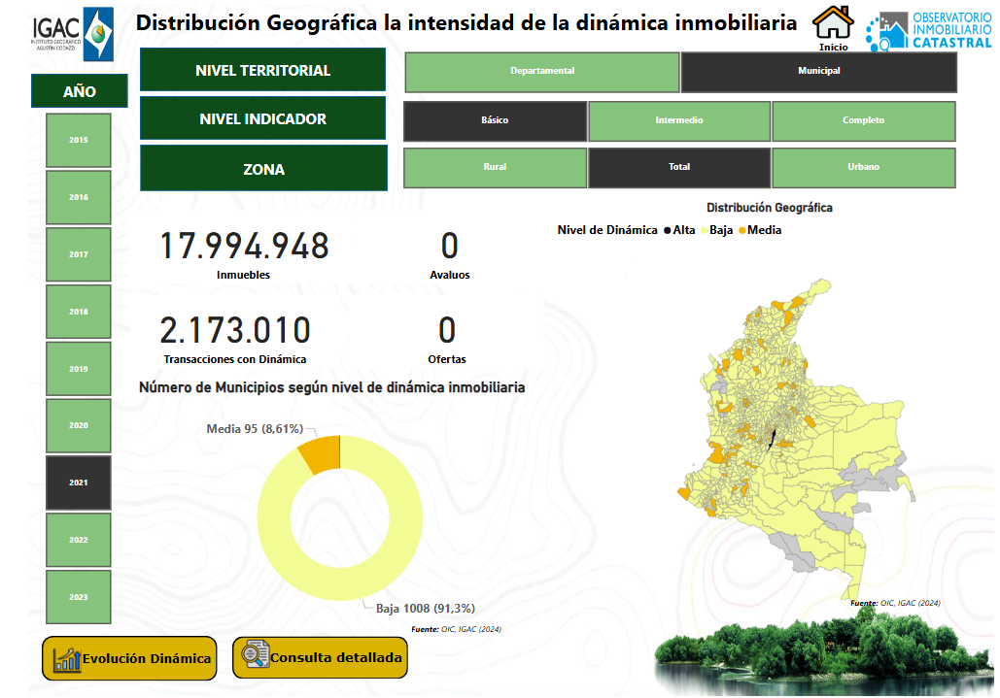 IGAC
INSTITUTO GEOGRÁFICO
AGUSTÍN CODAZZI
Distribución Geográfica la intensidad de la dinámica inmobiliaria
Inicio
OBSERVATORIO
INMOBILIARIO
CATASTRAL
AÑO
2015
2016
2017
2018
2019
2020
2021
2022
2023
NIVEL TERRITORIAL
Departamental
Municipal
NIVEL INDICADOR
Básico
Intermedio
Completo
ZONA
Rural
Total
Urbano
17.994.948
Inmuebles
0
Avaluos
2.173.010
Transacciones con Dinámica
0
Ofertas
Distribución Geográfica
Nivel de Dinámica Alta Baja Media
Número de Municipios según nivel de dinámica inmobiliaria
Media 95 (8,61%)
Baja 1008 (91,3%)
Fuente: OIC, IGAC (2024)
Fuente: OIC, IGAC (2024)
Evolución Dinámica
Consulta detallada